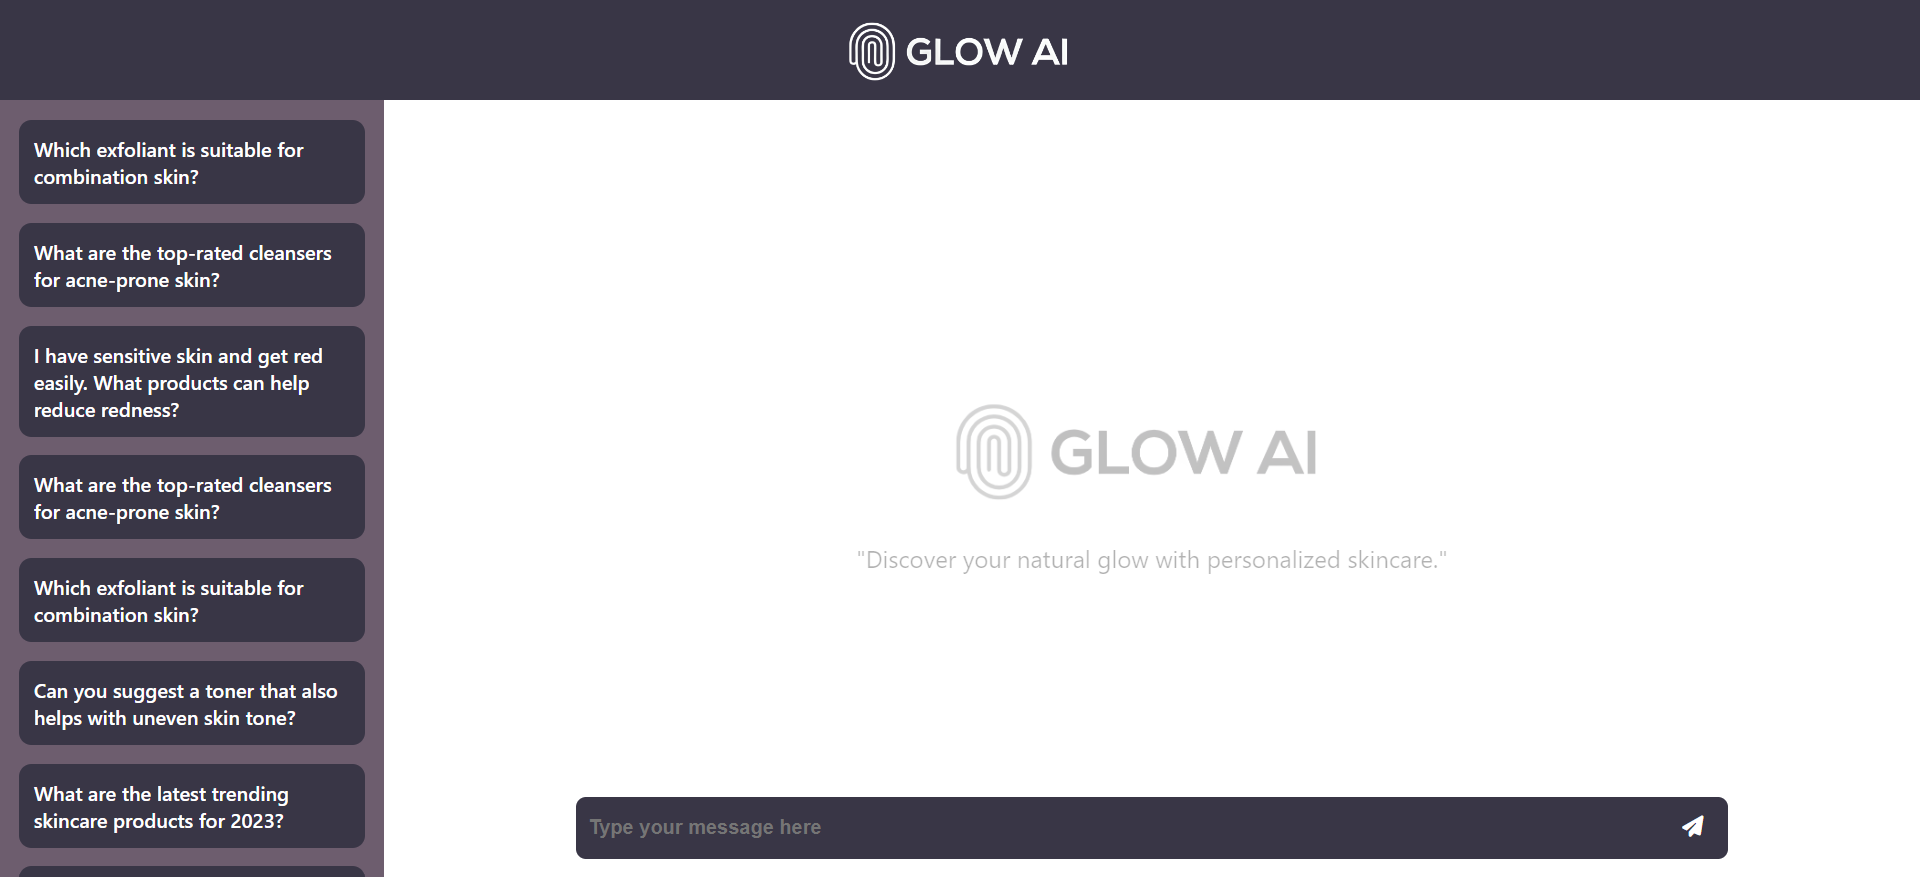 GLOW AI
Which exfoliant is suitable for
combination skin?
What are the top-rated cleansers
for acne-prone skin?
I have sensitive skin and get red
easily. What products can help
reduce redness?
What are the top-rated cleansers
for acne-prone skin?
Which exfoliant is suitable for
combination skin?
Can you suggest a toner that also
helps with uneven skin tone?
What are the latest trending
skincare products for 2023?
GLOW AI
"Discover your natural glow with personalized skincare."
Type your message here